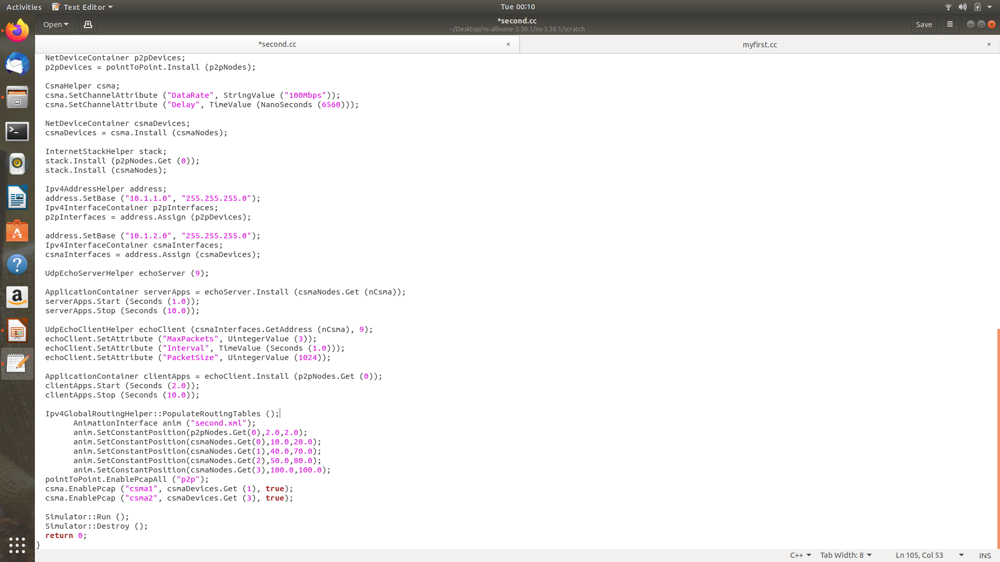 Activities
Text Editor
Tue 00:10
Open
*second.cc
~/Desktop/ns-allinone-3.30.1/ns-3.30.1/scratch
Save
*second.cc
myfirst.cc
NetDeviceContainer p2pDevices;
p2pDevices = pointToPoint.Install (p2pNodes);
CsmaHelper csma;
csma.SetChannelAttribute ("DataRate", StringValue ("100Mbps"));
csma.SetChannelAttribute ("Delay", TimeValue (NanoSeconds (6560)));
NetDeviceContainer csmaDevices;
csmaDevices = csma.Install (csmaNodes);
InternetStackHelper stack;
stack.Install (p2pNodes.Get (0));
stack.Install (csmaNodes);
Ipv4AddressHelper address;
address.SetBase ("10.1.1.0", "255.255.255.0");
Ipv4InterfaceContainer p2pInterfaces;
p2pInterfaces = address.Assign (p2pDevices);
address.SetBase ("10.1.2.0", "255.255.255.0");
Ipv4InterfaceContainer csmaInterfaces;
csmaInterfaces = address.Assign (csmaDevices);
UdpEchoServerHelper echoServer (9);
ApplicationContainer serverApps = echoServer.Install (csmaNodes.Get (nCsma));
serverApps.Start (Seconds (1.0));
serverApps.Stop (Seconds (10.0));
UdpEchoClientHelper echoClient (csmaInterfaces.GetAddress (nCsma), 9);
echoClient.SetAttribute ("MaxPackets", UintegerValue (3));
echoClient.SetAttribute ("Interval", TimeValue (Seconds (1.0)));
echoClient.SetAttribute ("PacketSize", UintegerValue (1024));
ApplicationContainer clientApps = echoClient.Install (p2pNodes.Get (0));
clientApps.Start (Seconds (2.0));
clientApps.Stop (Seconds (10.0));
Ipv4GlobalRoutingHelper::PopulateRoutingTables ();
AnimationInterface anim ("second.xml");
anim.SetConstantPosition(p2pNodes.Get(0),2.0,2.0);
anim.SetConstantPosition(csmaNodes.Get(0),10.0,20.0);
anim.SetConstantPosition(csmaNodes.Get(1),40.0,70.0);
anim.SetConstantPosition(csmaNodes.Get(2),50.0,80.0);
anim.SetConstantPosition(csmaNodes.Get(3),100.0,100.0);
pointToPoint.EnablePcapAll ("p2p");
csma.EnablePcap ("csma1", csmaDevices.Get (1), true);
csma.EnablePcap ("csma2", csmaDevices.Get (3), true);
Simulator::Run ();
Simulator::Destroy ();
return 0;
}
C++
Tab Width: 8
Ln 105, Col 53
INS